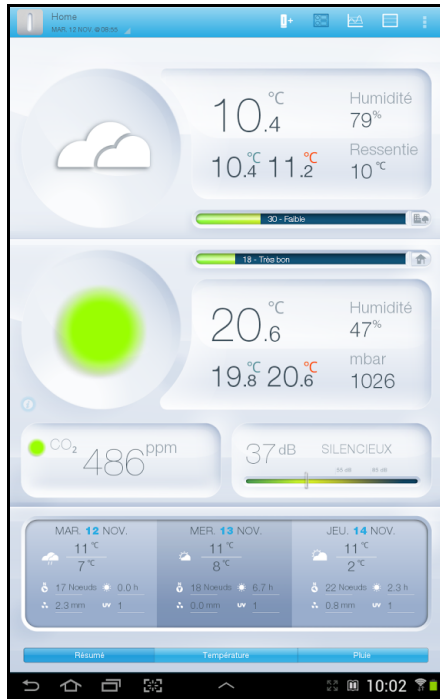 Home
MAR. 12 NOV. @ 06:55
10.4 °C
Humidité
79%
10.4 °C 11.2 °C
Ressentie
10 °C
30 - Faible
18 - Très bon
20.6 °C
Humidité
47%
19.8 °C 20.6 °C
mbar
1026
CO2
486 ppm
37 dB SILENCIEUX
MAR. 12 NOV.
11 °C
7 °C
17 Noeuds 0.0 h
2.3 mm UV 1
MER. 13 NOV.
11 °C
8 °C
18 Noeuds 6.7 h
0.0 mm UV 1
JEU. 14 NOV.
11 °C
2 °C
22 Noeuds 2.3 h
0.8 mm UV 1
Résumé Température Pluie
10:02